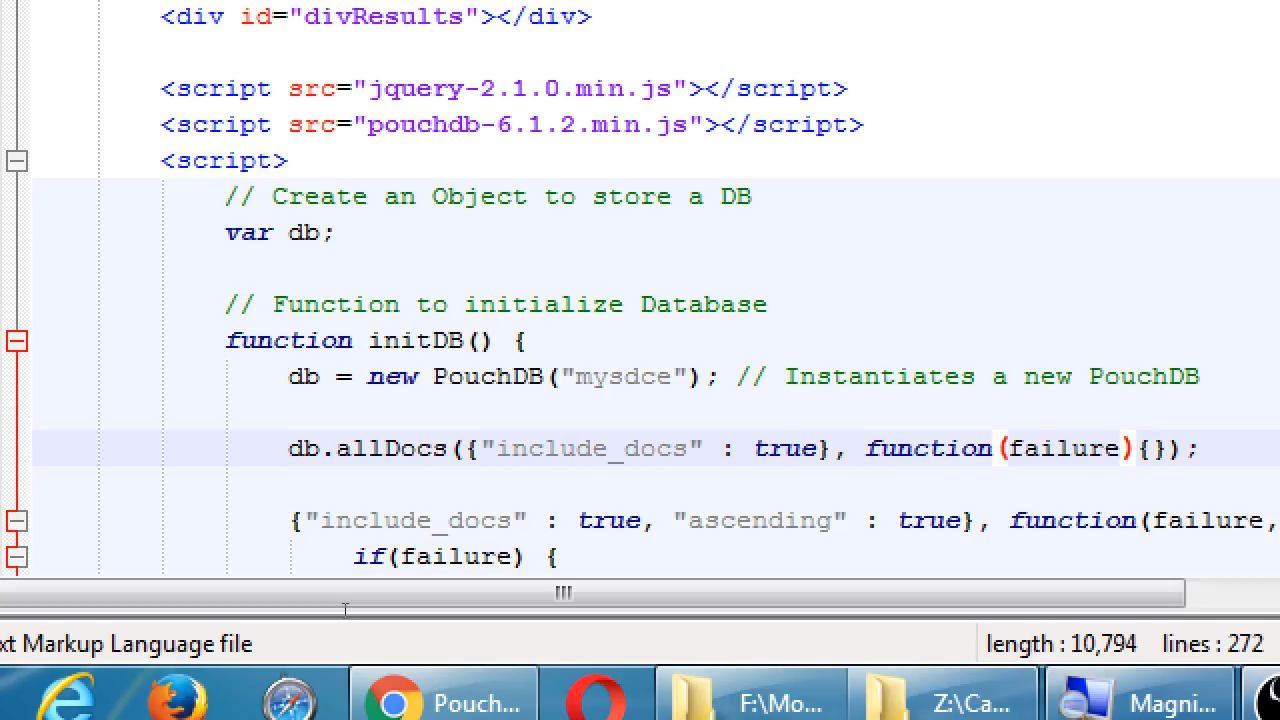 <div id="divResults"></div>
<script src="jquery-2.1.0.min.js"></script>
<script src="pouchdb-6.1.2.min.js"></script>
<script>
// Create an Object to store a DB
var db;
// Function to initialize Database
function initDB() {
db = new PouchDB("mysdce"); // Instantiates a new PouchDB
db.allDocs({"include_docs" : true}, function(failure){});
{"include_docs" : true, "ascending" : true}, function(failure,
if(failure) {
xt Markup Language file length : 10,794 lines : 272
Pouch... F:\Mo... Z:\Ca... Magni...